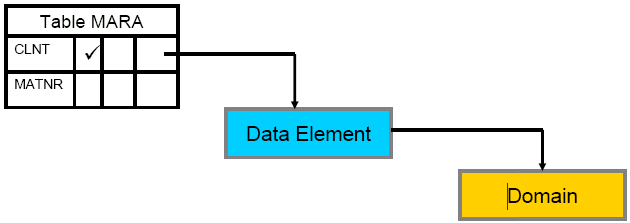 Table MARA
CLNT ✓
MATNR
Data Element
Domain